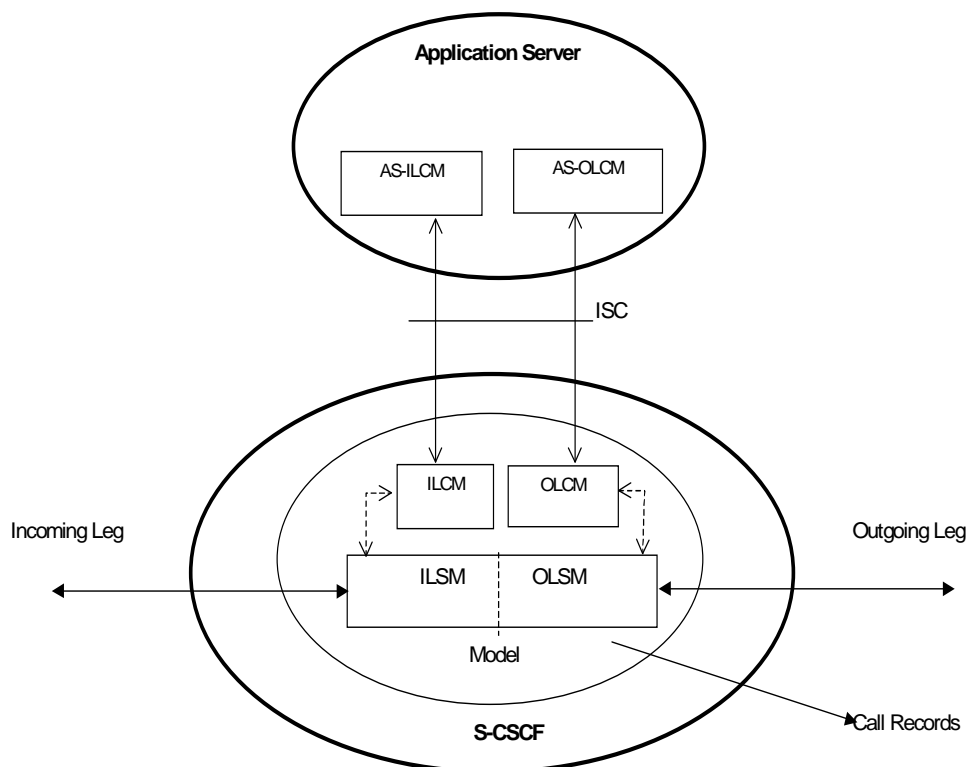 Application Server
AS-ILCM
AS-OLCM
ISC
ILCM
OLCM
Incoming Leg
Outgoing Leg
ILSM
OLSM
Model
Call Records
S-CSCF